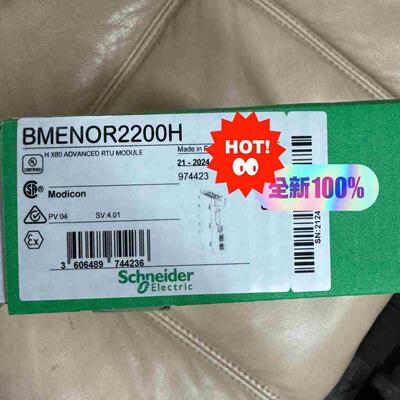 BMENOR2200H
H X80 ADVANCED RTU MODULE
Made in
21 - 2024
974423
Modicon
PV:04 SV:4.01
3 606489 744236
Schneider
Electric
HOT!
全新100%
SN:2124